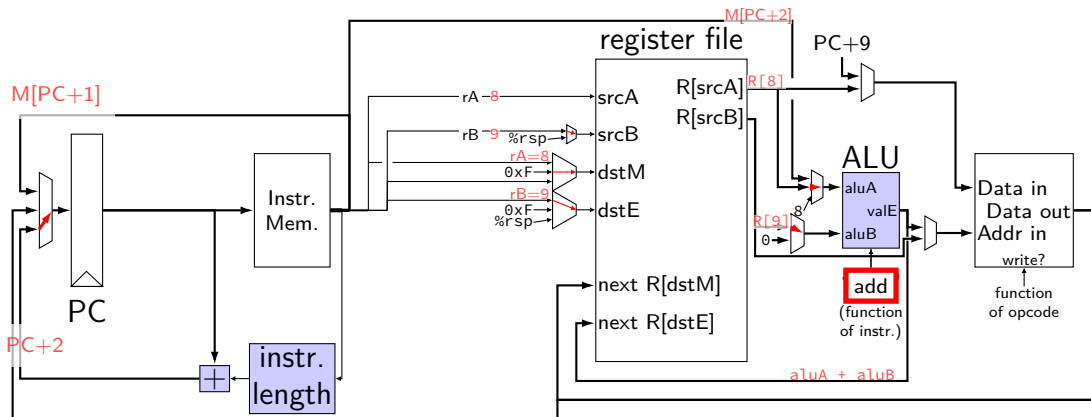 M[PC+2]
register file
PC+9
M[PC+1]
R[8]
rA 8
srcA
R[srcA]
R[srcB]
rB 9
%rsp
srcB
rA=8
0xF
dstM
ALU
Instr.
Mem.
rB=9
0xF
%rsp
dstE
aluA
valE
aluB
8
R[9]
0
Data in
Data out
Addr in
write?
add
(function
of instr.)
function
of opcode
PC
next R[dstM]
next R[dstE]
PC+2
+
instr.
length
aluA + aluB